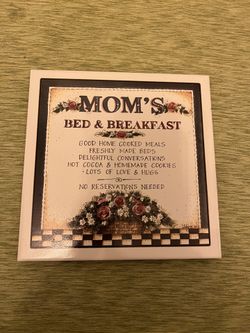 MOM'S
BED & BREAKFAST
GOOD HOME COOKED MEALS
FRESHLY MADE BEDS
DELIGHTFUL CONVERSATIONS
HOT COCOA & HOMEMADE COOKIES
• LOTS OF LOVE & HUGS
NO RESERVATIONS NEEDED